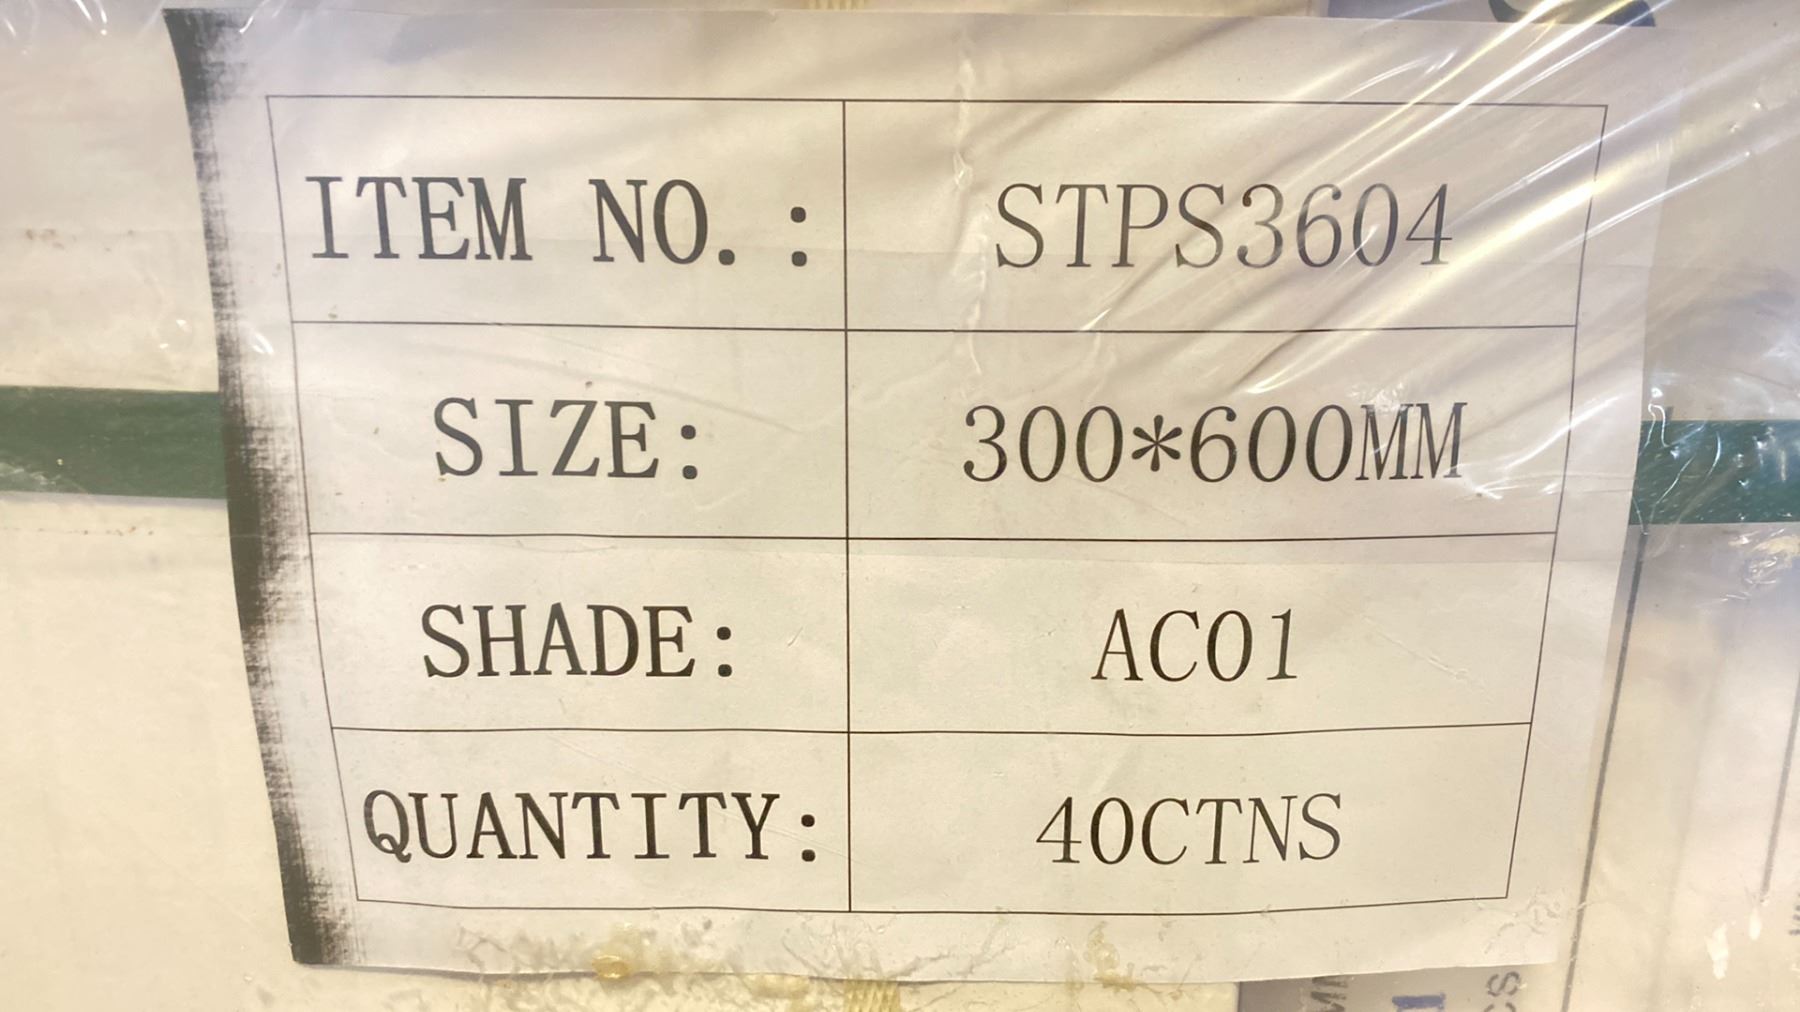 ITEM NO.: STPS3604
SIZE: 300*600MM
SHADE: AC01
QUANTITY: 40CTNS